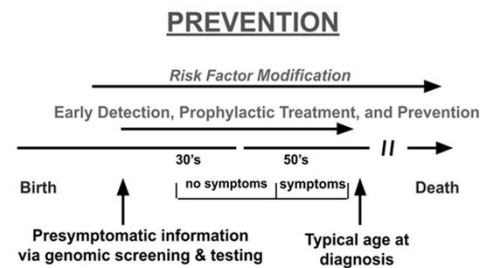 PREVENTION
Risk Factor Modification
Early Detection, Prophylactic Treatment, and Prevention
30's 50's
no symptoms symptoms
Birth Death
Presymptomatic information
via genomic screening & testing
Typical age at
diagnosis